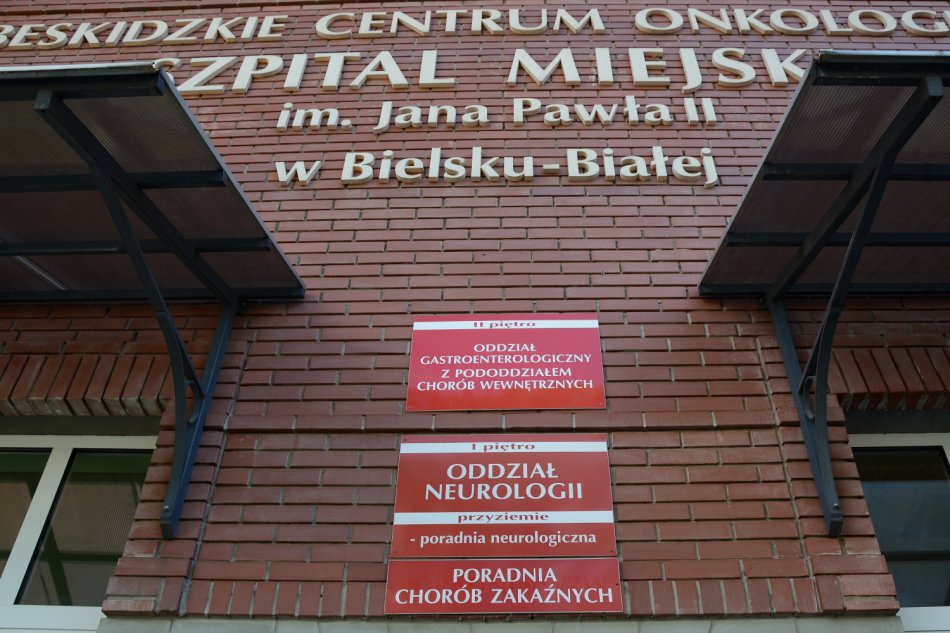 BESKIDZKIE CENTRUM ONKOLOG
SZPITAL MIEJSK
im. Jana Pawła II
w Bielsku-Białej
II piętro
ODDZIAŁ
GASTROENTEROLOGICZNY
Z PODODDZIAŁEM
CHORÓB WEWNĘTRZNYCH
I piętro
ODDZIAŁ
NEUROLOGII
przyziemie
- poradnia neurologiczna
PORADNIA
CHORÓB ZAKAŹNYCH